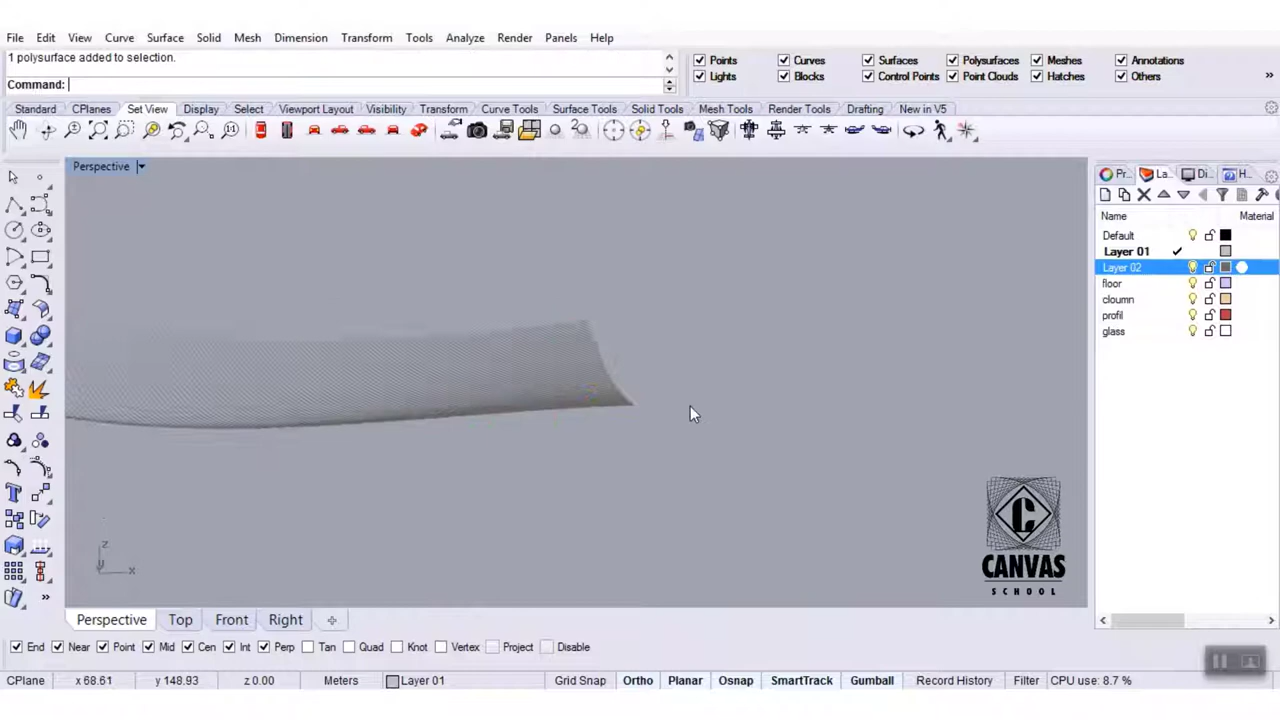 File Edit View Curve Surface Solid Mesh Dimension Transform Tools Analyze Render Panels Help
1 polysurface added to selection.
Command:
Points Curves Surfaces Polysurfaces Meshes Annotations
Lights Blocks Control Points Point Clouds Hatches Others
Standard CPlanes Set View Display Select Viewport Layout Visibility Transform Curve Tools Surface Tools Solid Tools Mesh Tools Render Tools Drafting New in V5
Perspective
Pr... La... Di... H...
Name Material
Default
Layer 01
Layer 02
floor
cloumn
profil
glass
z
y x
CANVAS
SCHOOL
Perspective Top Front Right
End Near Point Mid Cen Int Perp Tan Quad Knot Vertex Project Disable
CPlane x 68.61 y 148.93 z 0.00 Meters Layer 01 Grid Snap Ortho Planar Osnap SmartTrack Gumball Record History Filter CPU use: 8.7 %